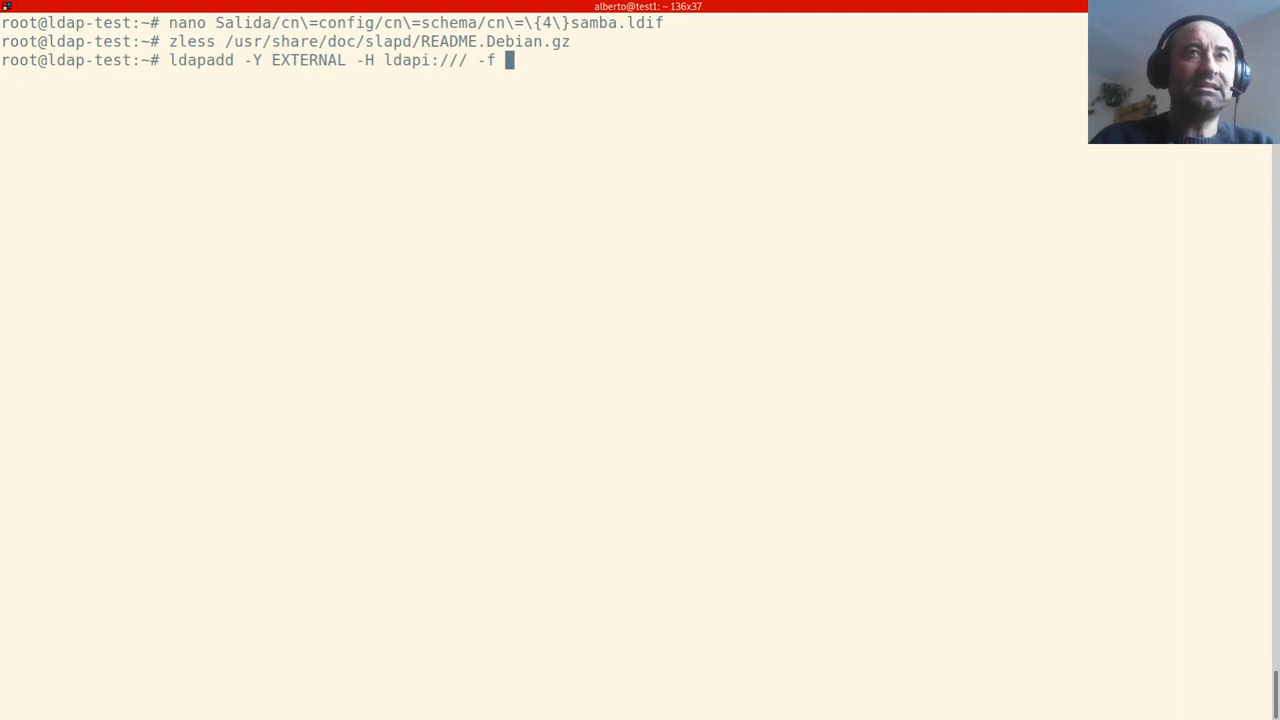 alberto@test1: ~ 136x37
root@ldap-test:~# nano Salida/cn\=config/cn\=schema/cn\=\{4\}samba.ldif
root@ldap-test:~# zless /usr/share/doc/slapd/README.Debian.gz
root@ldap-test:~# ldapadd -Y EXTERNAL -H ldapi:/// -f